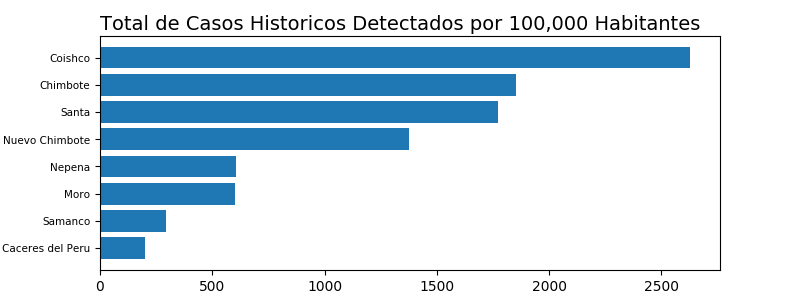 Total de Casos Historicos Detectados por 100,000 Habitantes
Coishco
Chimbote
Santa
Nuevo Chimbote
Nepena
Moro
Samanco
Caceres del Peru
0 500 1000 1500 2000 2500